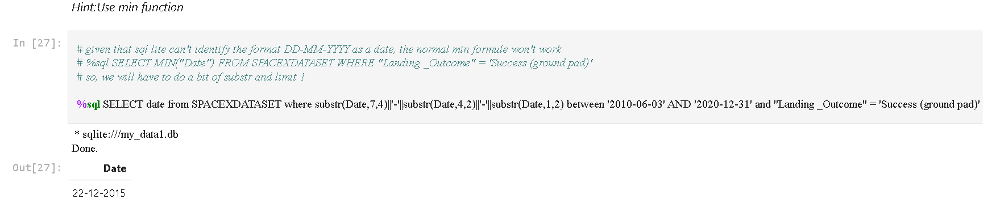 Hint:Use min function
In [27]:
# given that sql lite can't identify the format DD-MM-YYYY as a date, the normal min formule won't work
# %sql SELECT MIN("Date") FROM SPACEXDATASET WHERE "Landing _Outcome" = 'Success (ground pad)'
# so, we will have to do a bit of substr and limit 1
%sql SELECT date from SPACEXDATASET where substr(Date,7,4)||'-'||substr(Date,4,2)||'-'||substr(Date,1,2) between '2010-06-03' AND '2020-12-31' and "Landing _Outcome" = 'Success (ground pad)'
* sqlite:///my_data1.db
Done.
Out[27]:
Date
22-12-2015